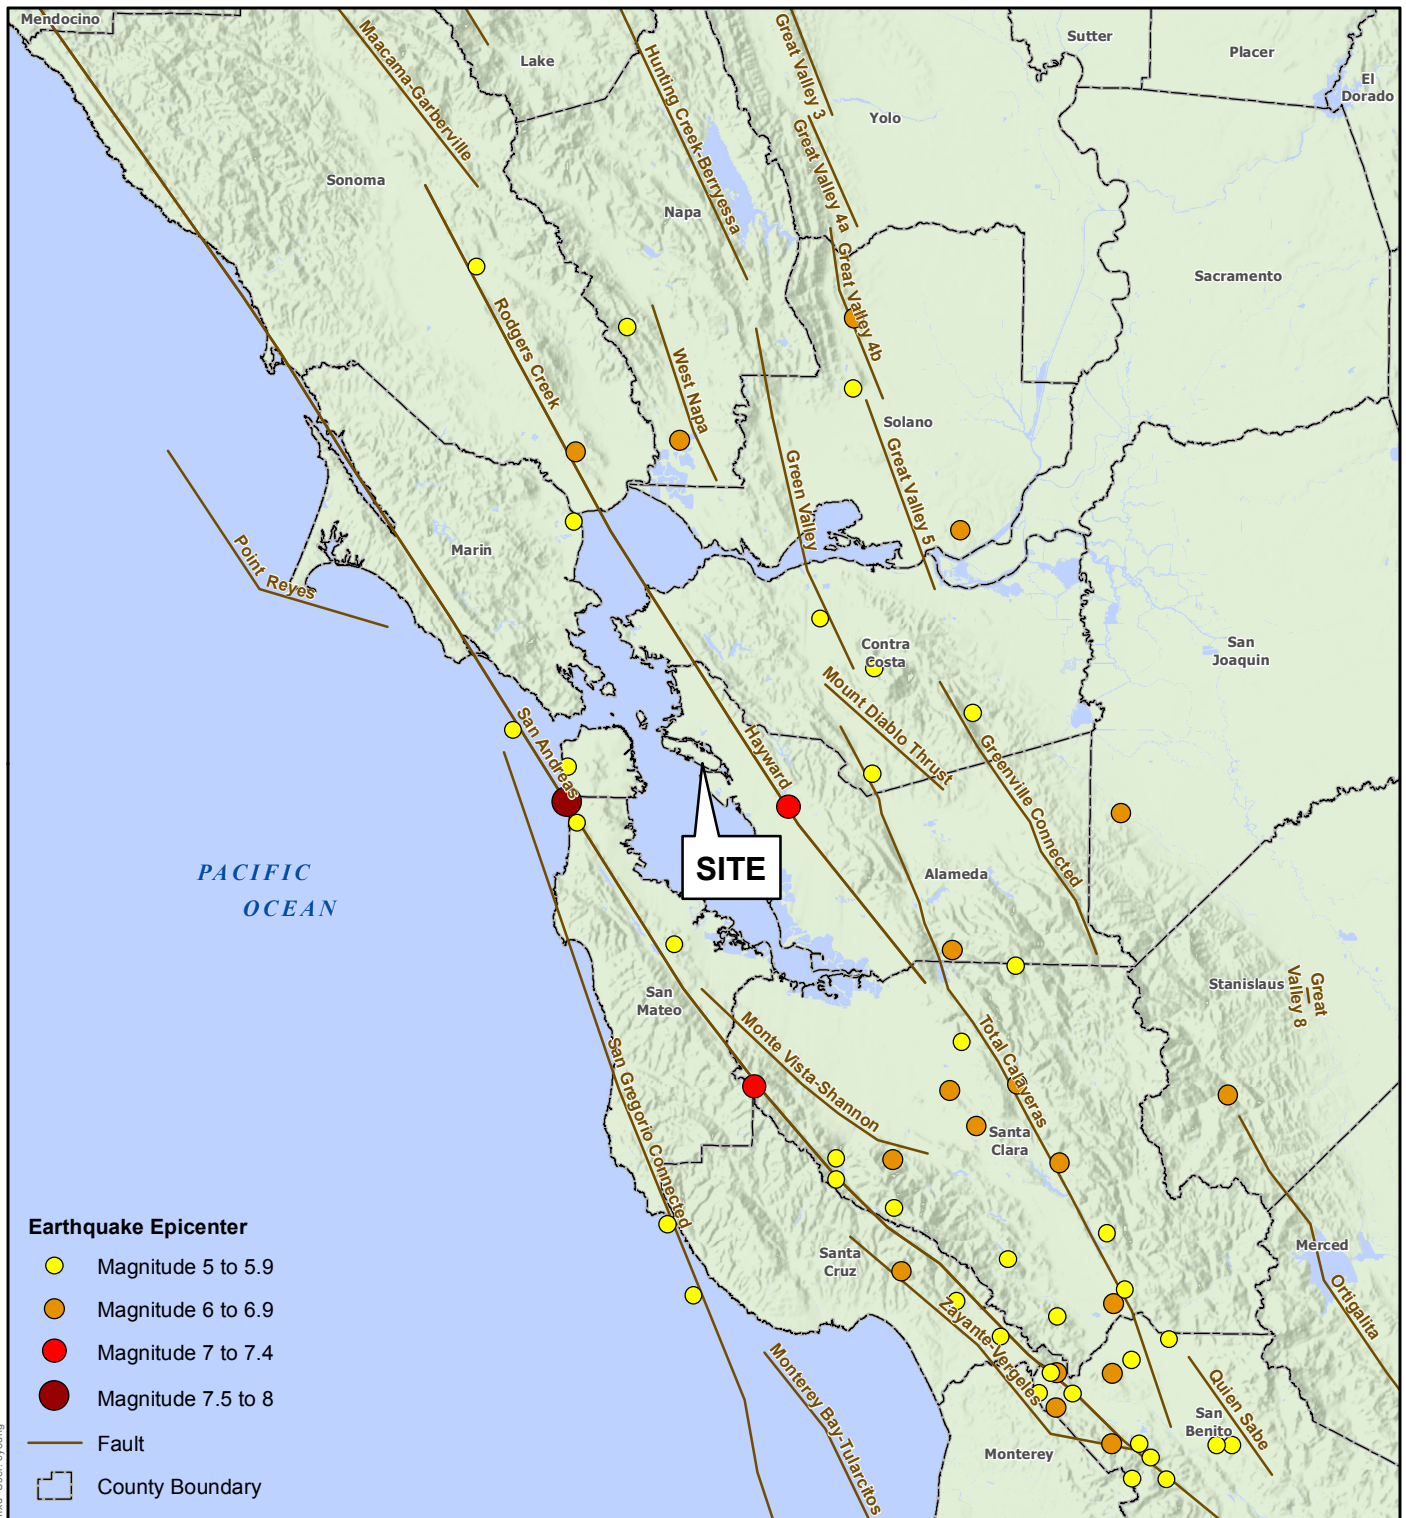 Mendocino
Maacama-Garberville
Lake
Hunting Creek-Berryessa
Great Valley 3
Sutter
Placer
El
Dorado
Yolo
Great Valley 4a
Sonoma
Napa
Great Valley 4b
Sacramento
Rodgers Creek
West Napa
Solano
Green Valley
Great Valley 5
Point Reyes
Marin
Contra
Costa
San
Joaquin
Mount Diablo Thrust
San Andreas
Hayward
Greenville Connected
SITE
PACIFIC
OCEAN
Alameda
San
Mateo
Stanislaus
Great
Valley 8
Monte Vista-Shannon
Total Calaveras
San Gregorio Connected
Santa
Clara
Santa
Cruz
Merced
Ortigalita
Zayante-Vergeles
Monterey Bay-Tularcitos
Quien Sabe
San
Benito
Monterey
Earthquake Epicenter
Magnitude 5 to 5.9
Magnitude 6 to 6.9
Magnitude 7 to 7.4
Magnitude 7.5 to 8
Fault
County Boundary